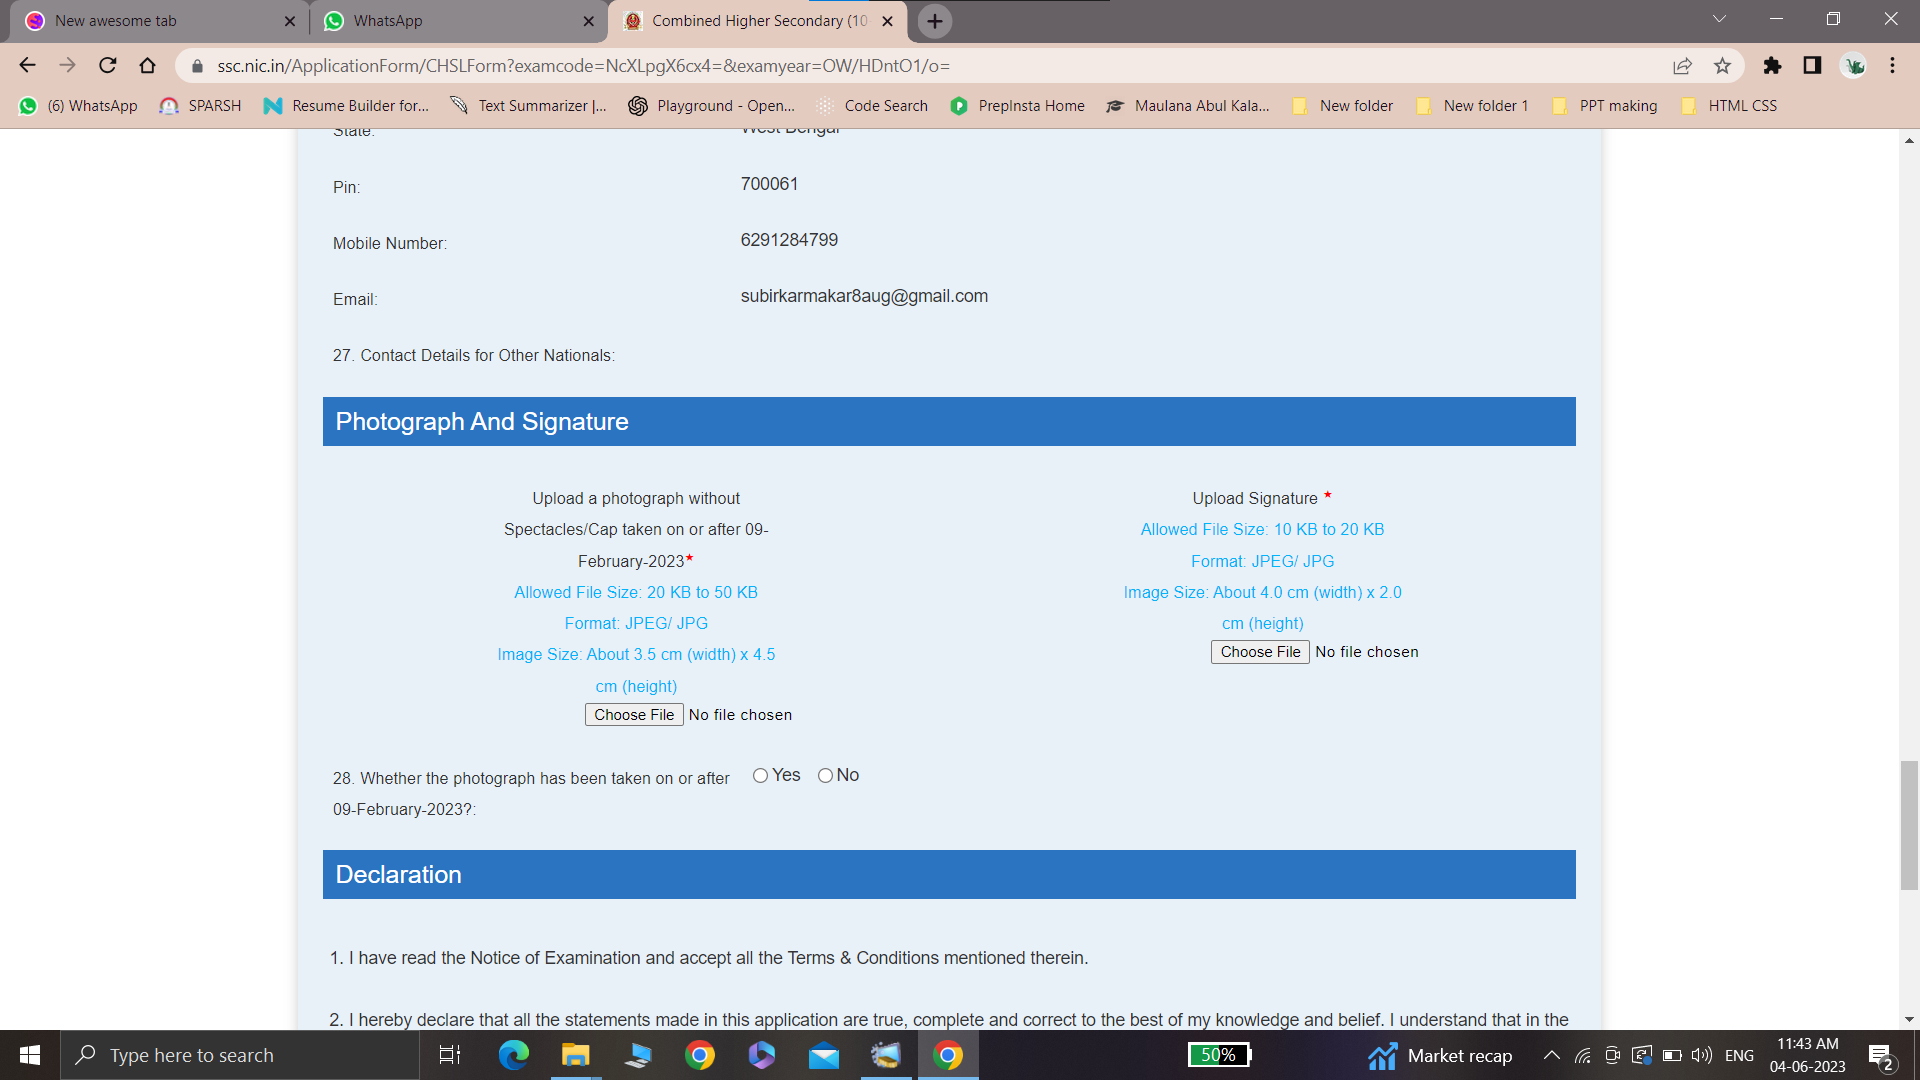 New awesome tab
WhatsApp
Combined Higher Secondary (10
ssc.nic.in/ApplicationForm/CHSLForm?examcode=NcXLpgX6cx4=&examyear=OW/HDntO1/o=
(6) WhatsApp
SPARSH
Resume Builder for...
Text Summarizer |...
Playground - Open...
Code Search
PrepInsta Home
Maulana Abul Kala...
New folder
New folder 1
PPT making
HTML CSS
State: West Bengal
Pin: 700061
Mobile Number: 6291284799
Email: subirkarmakar8aug@gmail.com
27. Contact Details for Other Nationals:
Photograph And Signature
Upload a photograph without
Spectacles/Cap taken on or after 09-
February-2023*
Allowed File Size: 20 KB to 50 KB
Format: JPEG/ JPG
Image Size: About 3.5 cm (width) x 4.5
cm (height)
Choose File No file chosen
Upload Signature *
Allowed File Size: 10 KB to 20 KB
Format: JPEG/ JPG
Image Size: About 4.0 cm (width) x 2.0
cm (height)
Choose File No file chosen
28. Whether the photograph has been taken on or after
09-February-2023?:
Yes No
Declaration
1. I have read the Notice of Examination and accept all the Terms & Conditions mentioned therein.
2. I hereby declare that all the statements made in this application are true, complete and correct to the best of my knowledge and belief. I understand that in the
Type here to search
50%
Market recap
ENG
11:43 AM
04-06-2023
2